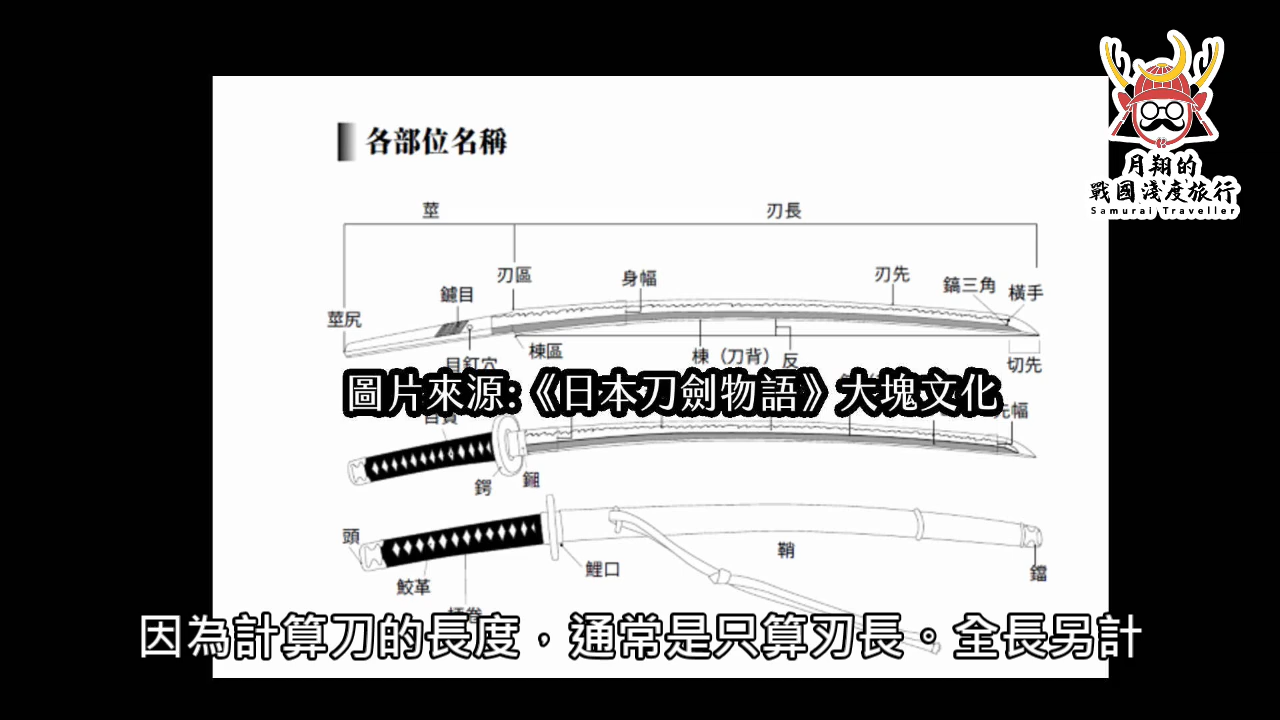 各部位名稱
月翔的
戰國淺度旅行
Samurai Traveller
莖
刃長
刃區
身幅
刃先
鎬三角
橫手
鑢目
莖尻
目釘穴
棟區
棟（刀背）
反
切先
圖片來源:《日本刀劍物語》大塊文化
先幅
鍔
頭
鯉口
鞘
鐺
鮫革
因為計算刀的長度，通常是只算刃長。全長另計